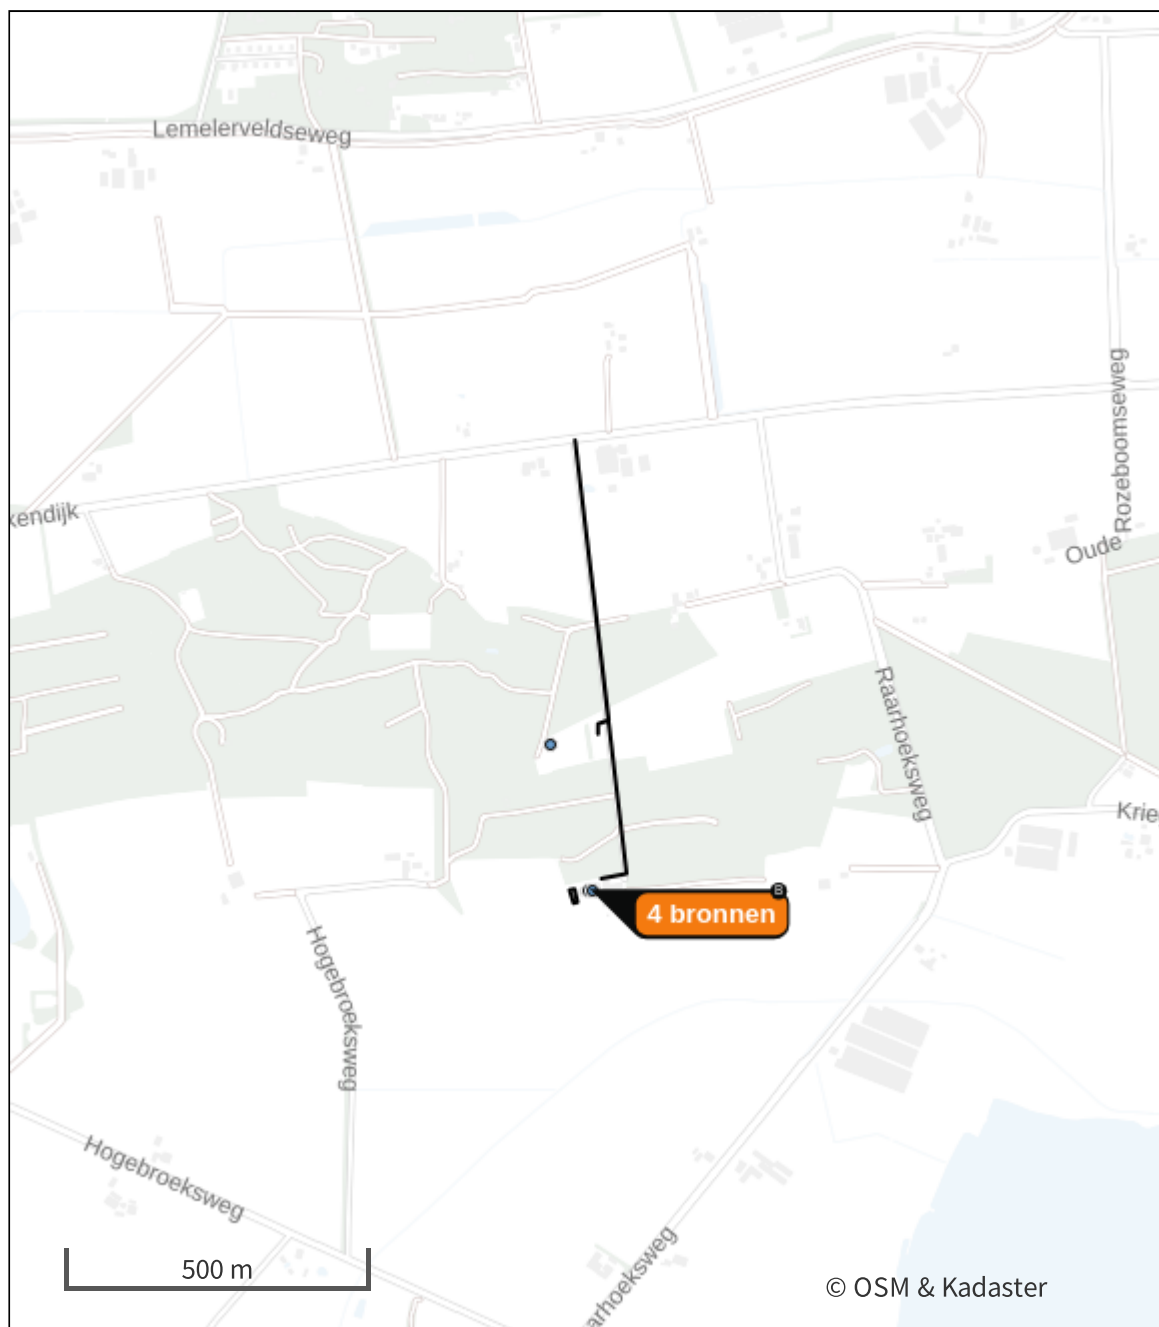 Lemelerveldseweg
Rozeboomseweg
kendijk
Oude
Raarhoeksweg
Krie
B
4 bronnen
Hogebroeksweg
Hogebroeksweg
arhoeksweg
500 m
© OSM & Kadaster